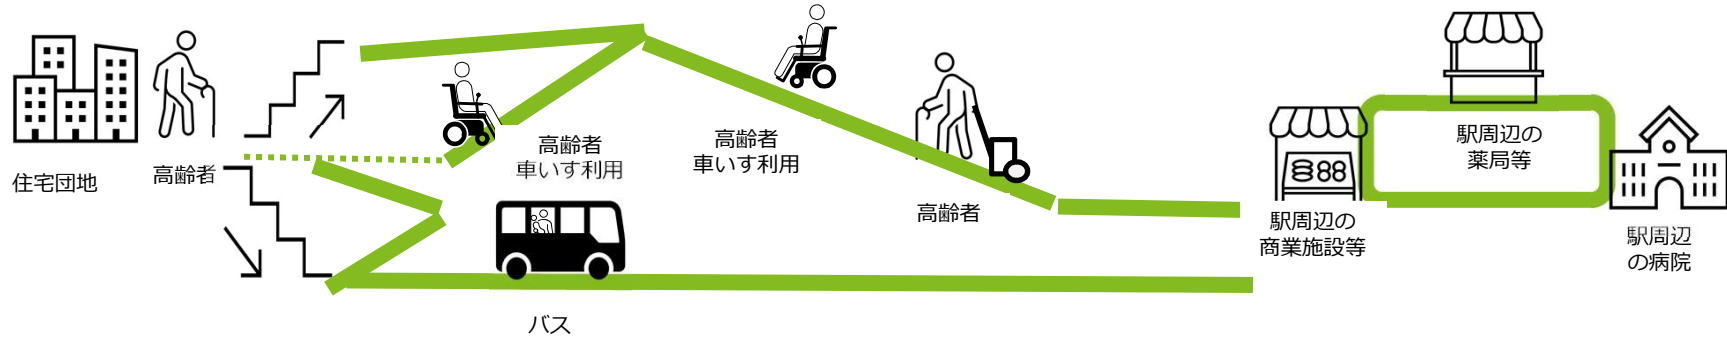 住宅団地
高齢者
高齢者
車いす利用
高齢者
車いす利用
高齢者
バス
駅周辺の
商業施設等
駅周辺の
薬局等
駅周辺
の病院